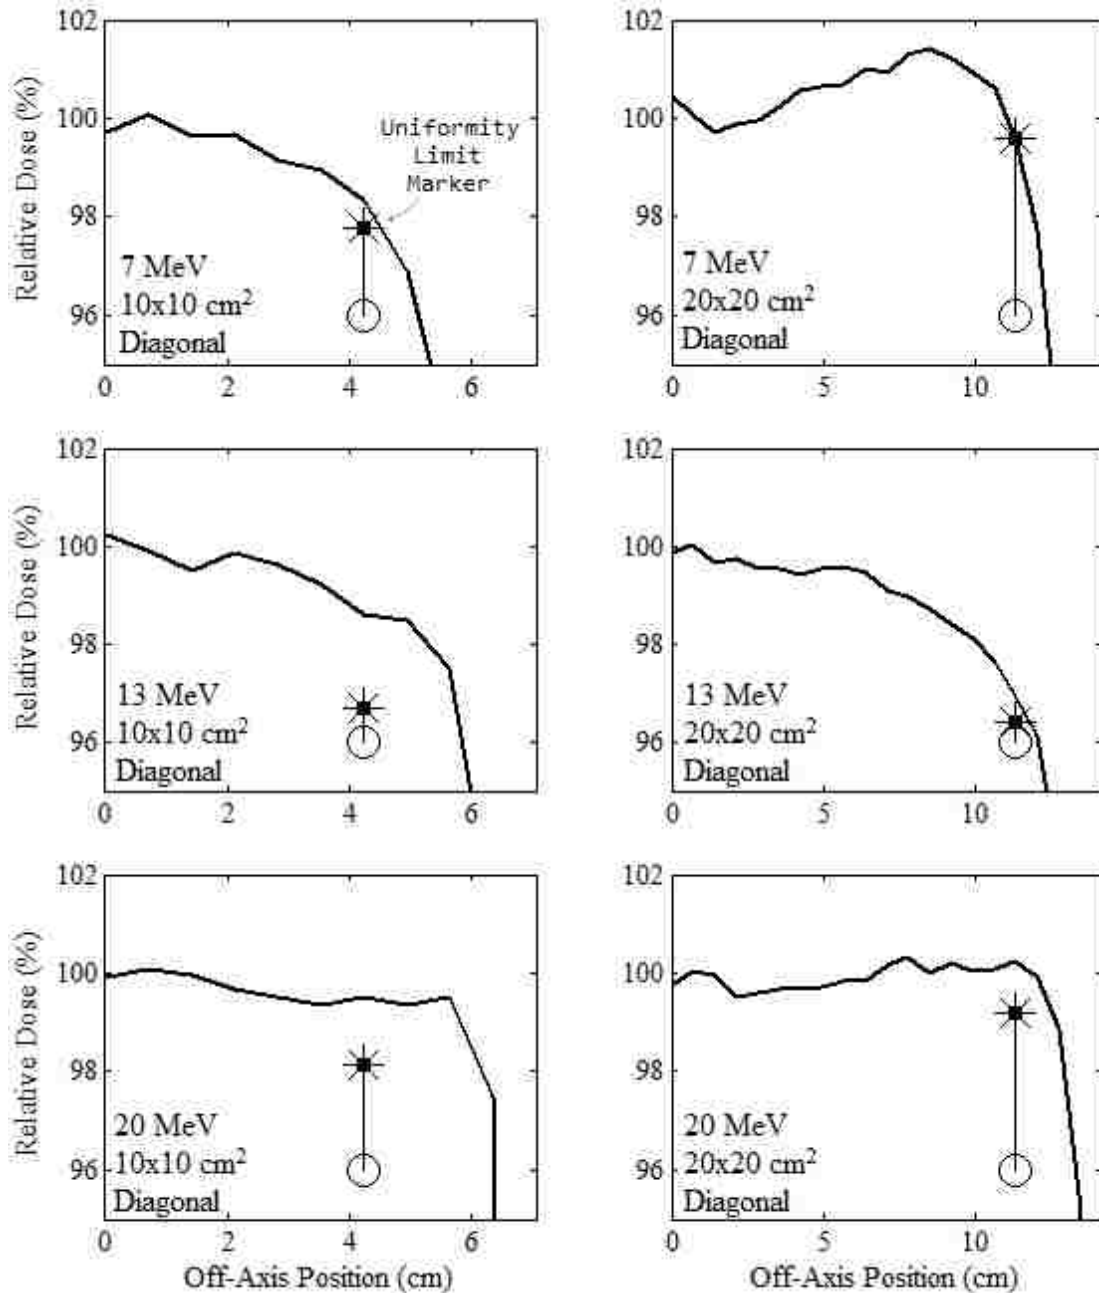 102
100
98
96
Relative Dose (%)
Uniformity
Limit
Marker
7 MeV
10x10 cm²
Diagonal
0 2 4 6
102
100
98
96
7 MeV
20x20 cm²
Diagonal
0 5 10
102
100
98
96
Relative Dose (%)
13 MeV
10x10 cm²
Diagonal
0 2 4 6
102
100
98
96
13 MeV
20x20 cm²
Diagonal
0 5 10
102
100
98
96
Relative Dose (%)
20 MeV
10x10 cm²
Diagonal
0 2 4 6
Off-Axis Position (cm)
102
100
98
96
20 MeV
20x20 cm²
Diagonal
0 5 10
Off-Axis Position (cm)